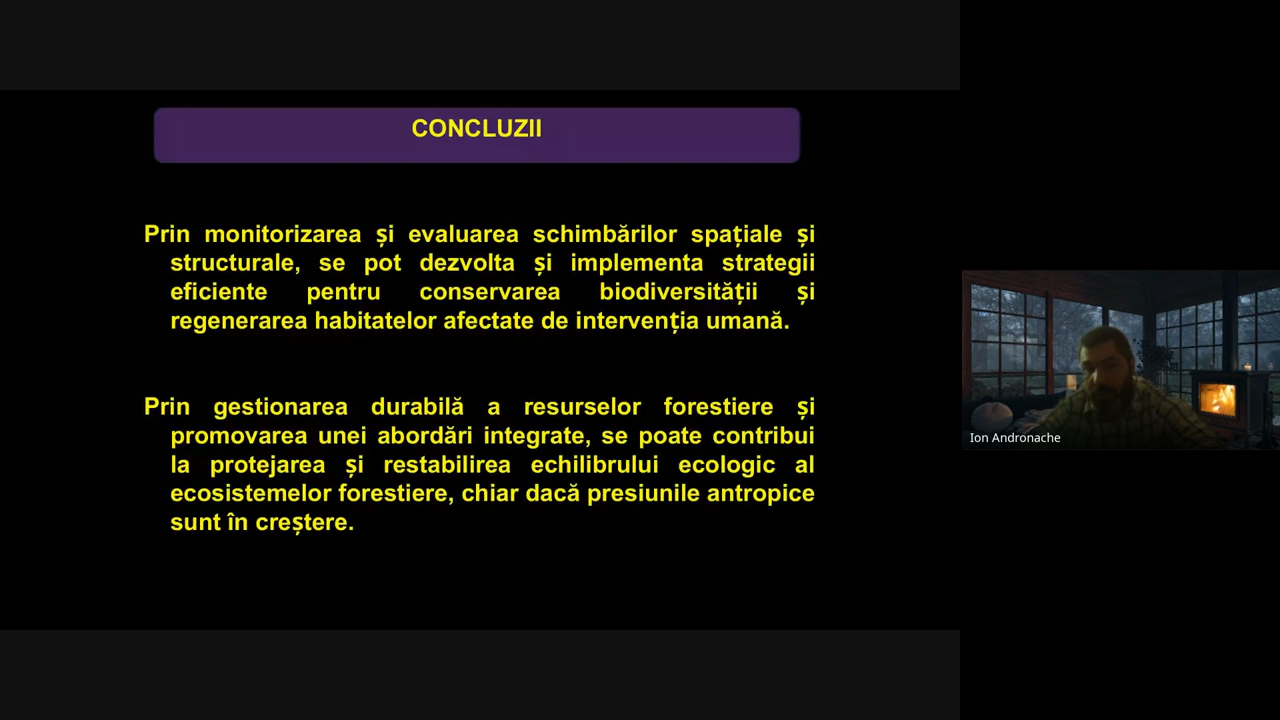 CONCLUZII
Prin monitorizarea și evaluarea schimbărilor spațiale și
structurale, se pot dezvolta și implementa strategii
eficiente pentru conservarea biodiversității și
regenerarea habitatelor afectate de intervenția umană.
Prin gestionarea durabilă a resurselor forestiere și
promovarea unei abordări integrate, se poate contribui
la protejarea și restabilirea echilibrului ecologic al
ecosistemelor forestiere, chiar dacă presiunile antropice
sunt în creștere.
Ion Andronache